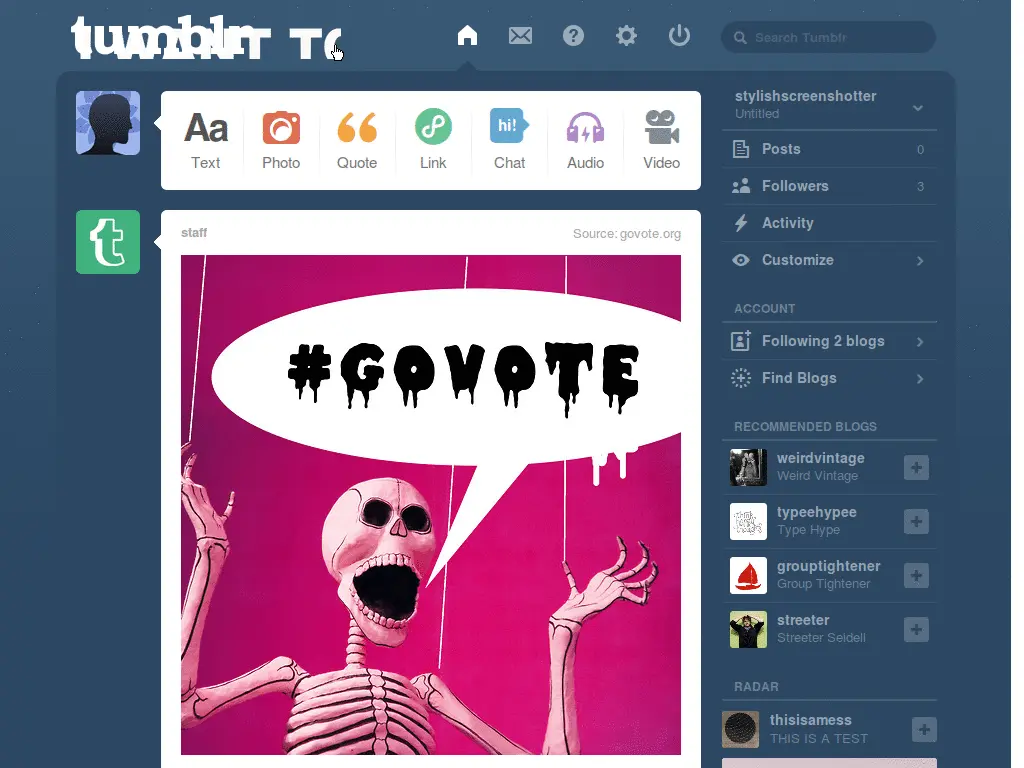 tumblr
WANT TO
Search Tumblr
Aa
Text
Photo
Quote
Link
hi!
Chat
Audio
Video
t
staff
Source: govote.org
#GOVOTE
stylishscreenshotter
Untitled
Posts 0
Followers 3
Activity
Customize
ACCOUNT
Following 2 blogs
Find Blogs
RECOMMENDED BLOGS
weirdvintage
Weird Vintage
typeehypee
Type Hype
grouptightener
Group Tightener
streeter
Streeter Seidell
RADAR
thisisamess
THIS IS A TEST